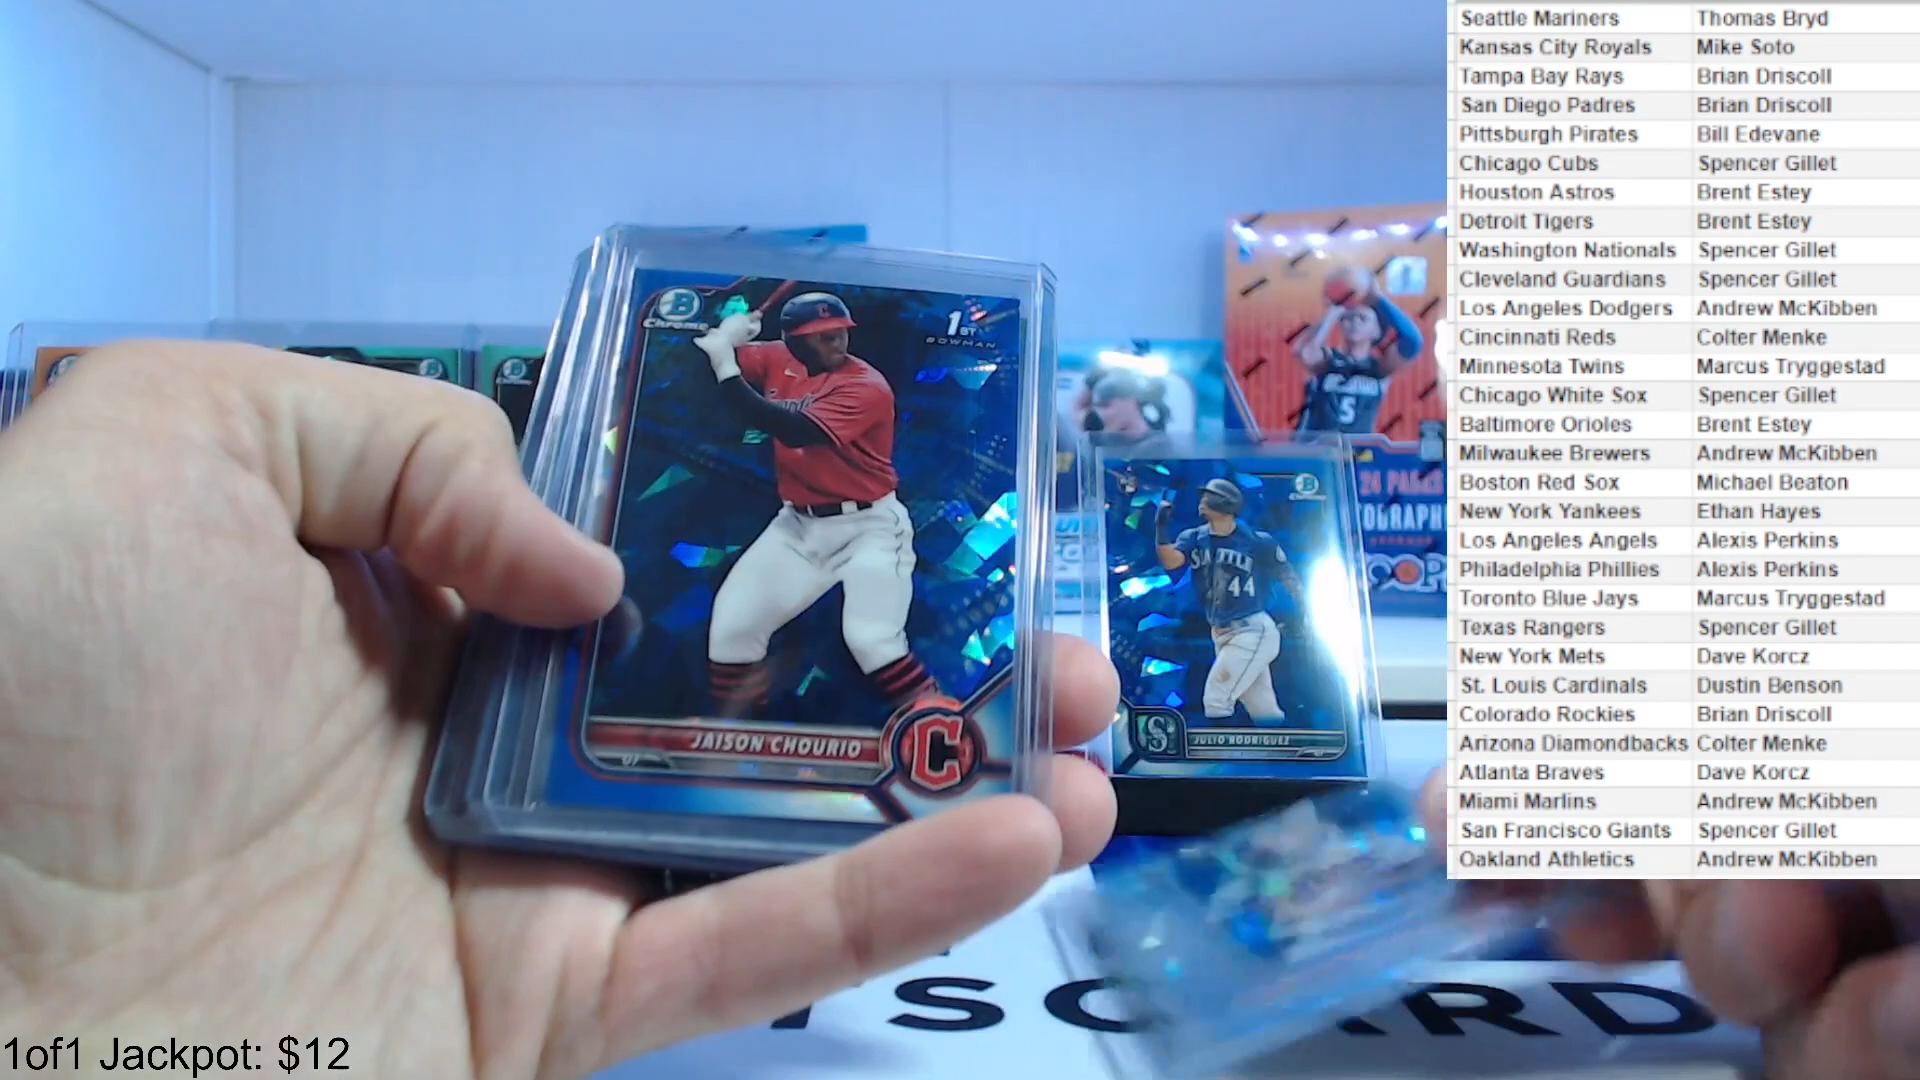 Seattle Mariners Thomas Bryd
Kansas City Royals Mike Soto
Tampa Bay Rays Brian Driscoll
San Diego Padres Brian Driscoll
Pittsburgh Pirates Bill Edevane
Chicago Cubs Spencer Gillet
Houston Astros Brent Estey
Detroit Tigers Brent Estey
Washington Nationals Spencer Gillet
Cleveland Guardians Spencer Gillet
Los Angeles Dodgers Andrew McKibben
Cincinnati Reds Colter Menke
Minnesota Twins Marcus Tryggestad
Chicago White Sox Spencer Gillet
Baltimore Orioles Brent Estey
Milwaukee Brewers Andrew McKibben
Boston Red Sox Michael Beaton
New York Yankees Ethan Hayes
Los Angeles Angels Alexis Perkins
Philadelphia Phillies Alexis Perkins
Toronto Blue Jays Marcus Tryggestad
Texas Rangers Spencer Gillet
New York Mets Dave Korcz
St. Louis Cardinals Dustin Benson
Colorado Rockies Brian Driscoll
Arizona Diamondbacks Colter Menke
Atlanta Braves Dave Korcz
Miami Marlins Andrew McKibben
San Francisco Giants Spencer Gillet
Oakland Athletics Andrew McKibben
B
Chrome
1ST
BOWMAN
JAISON CHOURIO
OF
C
B
Chrome
SEATTLE
44
S
JULIO RODRIGUEZ
5
1of1 Jackpot: $12